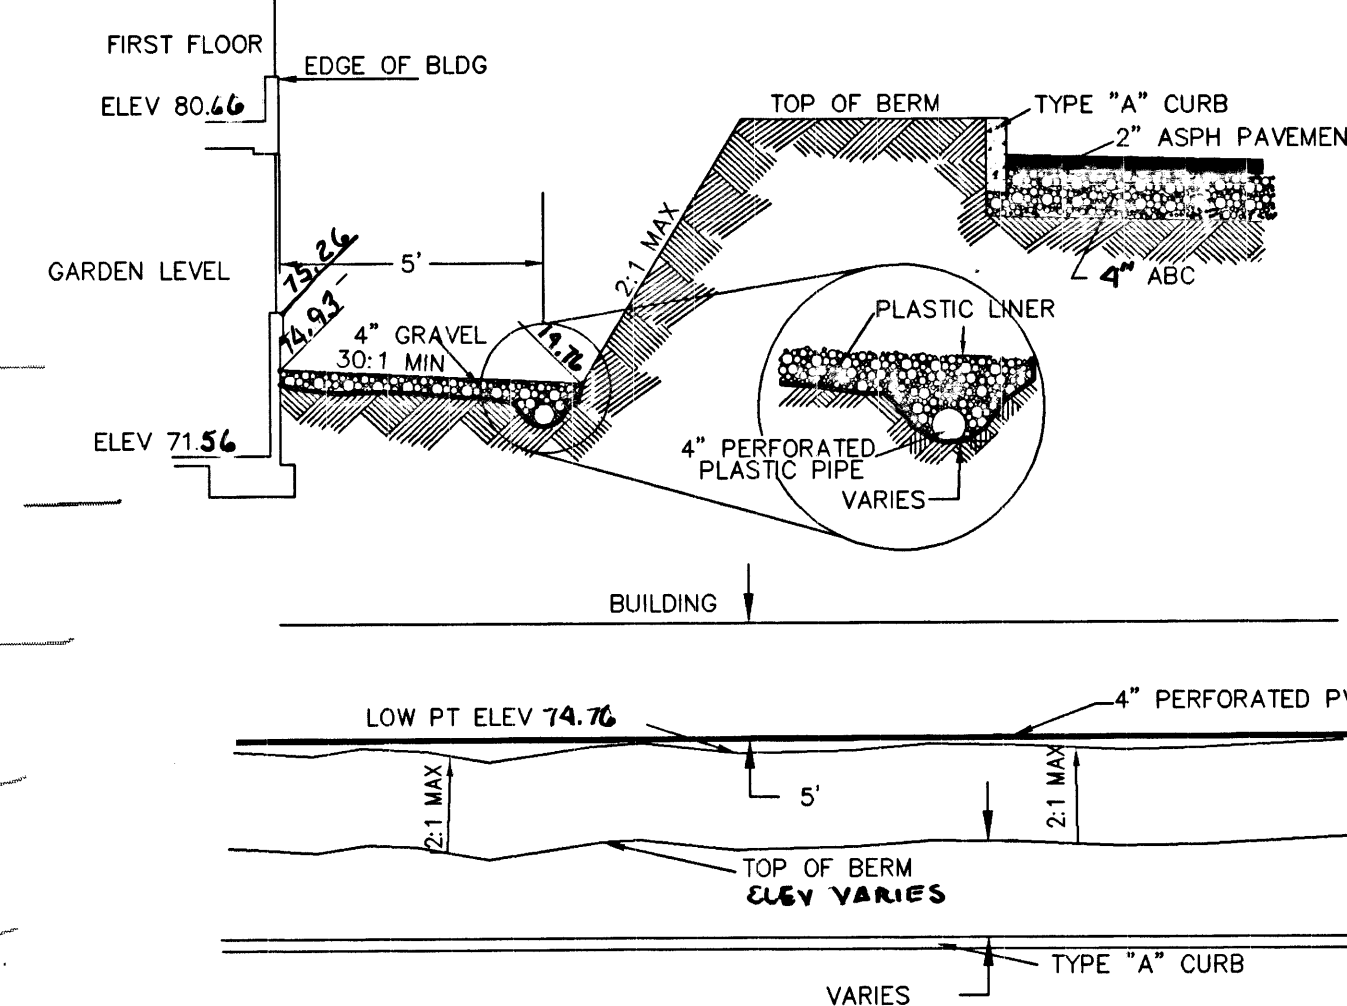 FIRST FLOOR
EDGE OF BLDG
ELEV 80.66
TOP OF BERM
TYPE "A" CURB
2" ASPH PAVEMEN
GARDEN LEVEL
75.26
74.93
5'
2:1 MAX
4" ABC
4" GRAVEL
30:1 MIN
74.76
PLASTIC LINER
ELEV 71.56
4" PERFORATED
PLASTIC PIPE
VARIES
BUILDING
LOW PT ELEV 74.76
4" PERFORATED PV
2:1 MAX
5'
2:1 MAX
TOP OF BERM
ELEV VARIES
TYPE "A" CURB
VARIES